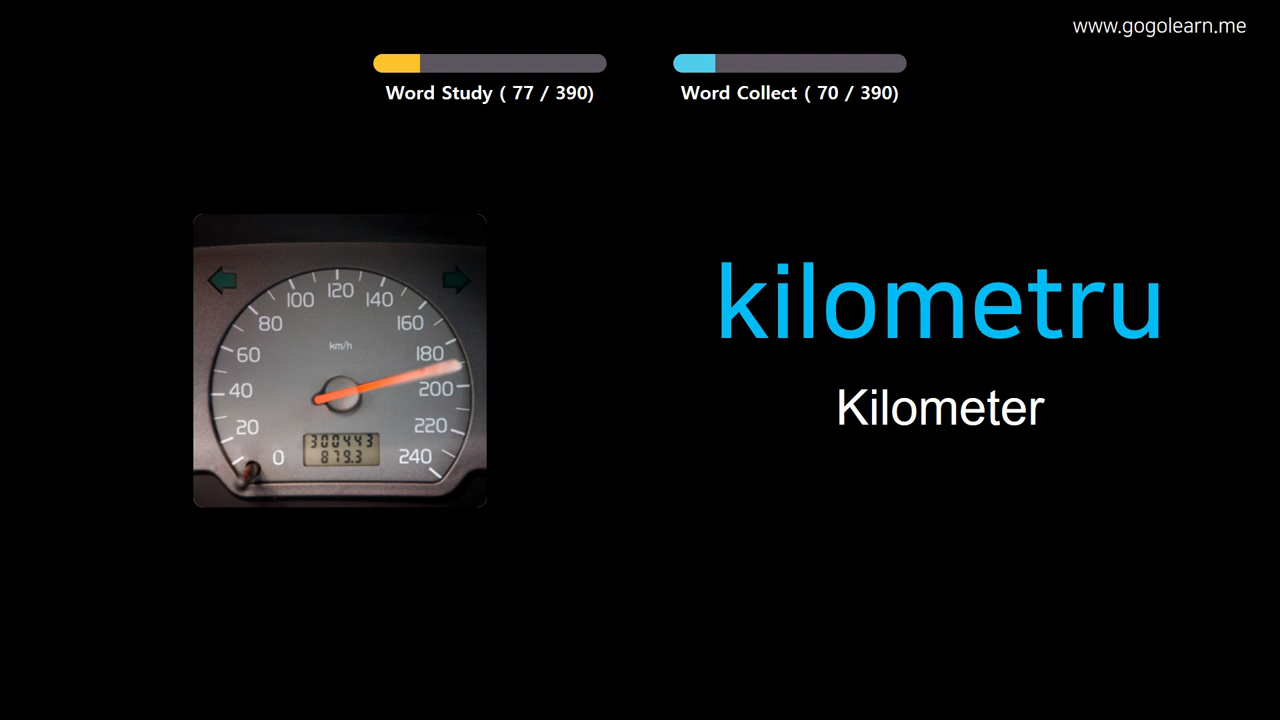 www.gogolearn.me
Word Study ( 77 / 390)
Word Collect ( 70 / 390)
kilometru
Kilometer
0
20
40
60
80
100
120
140
160
180
200
220
240
km/h
300443
879.3